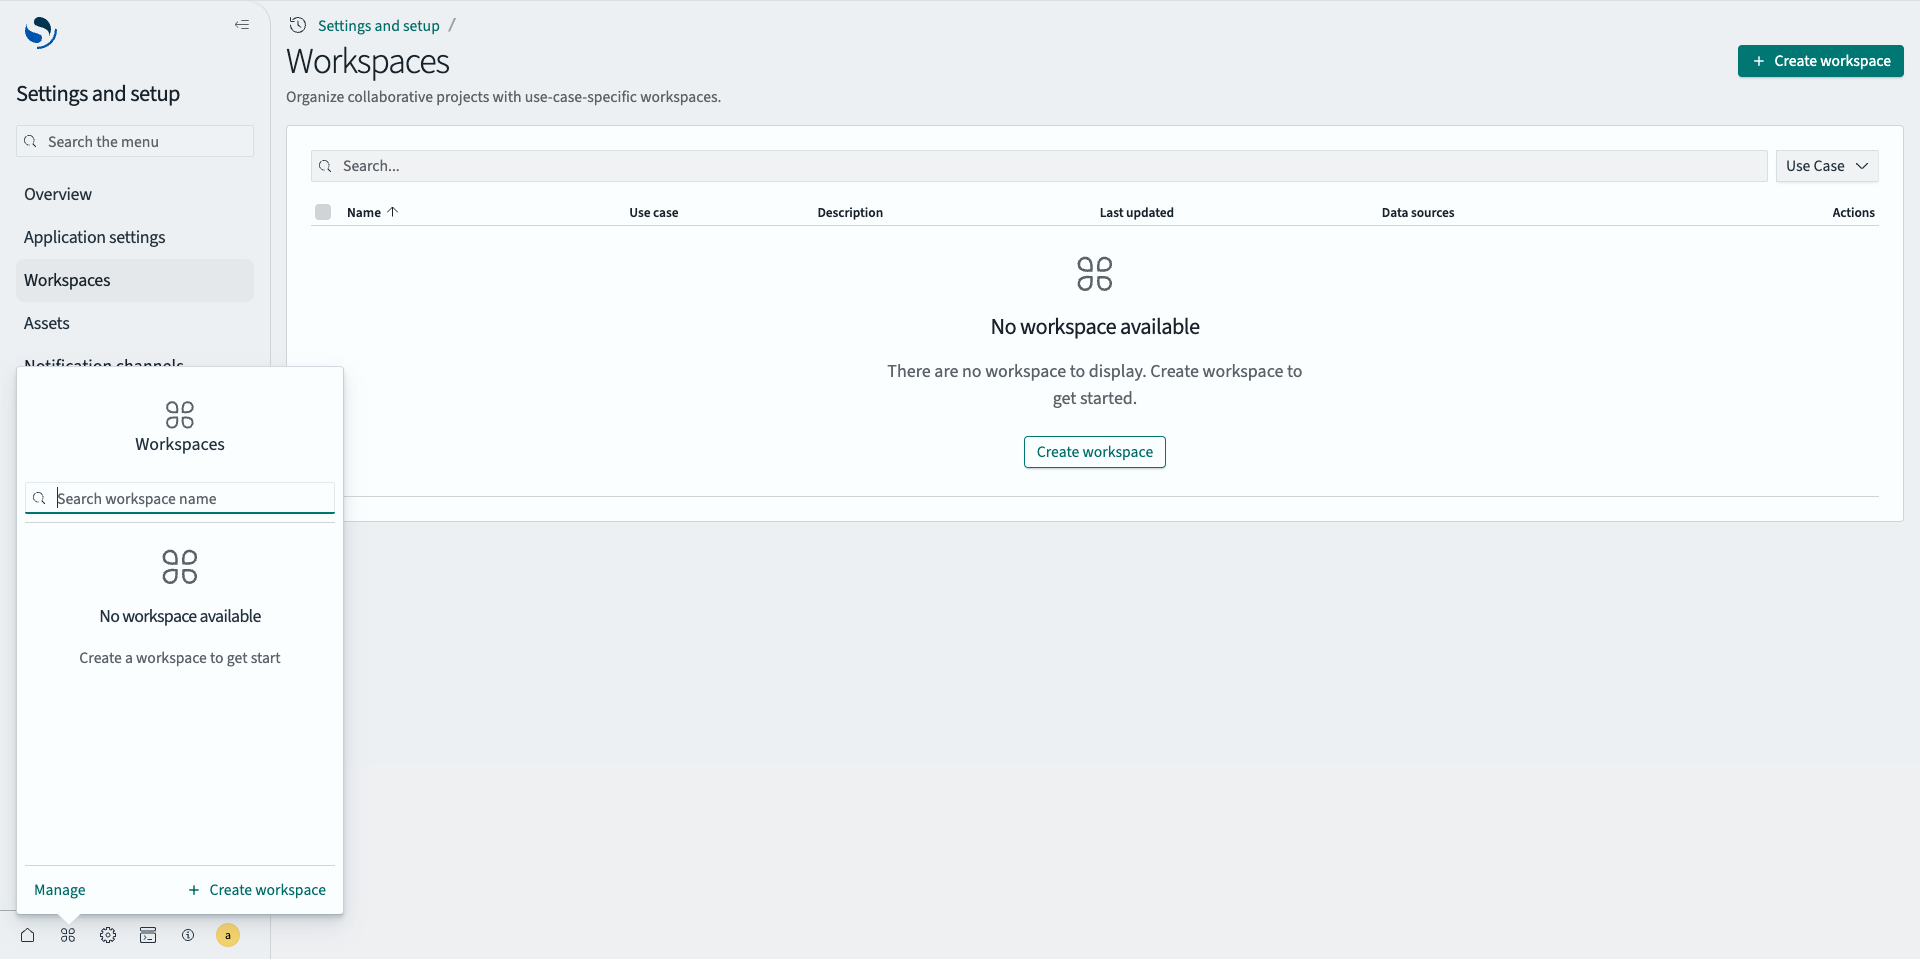 Settings and setup /
Workspaces
Create workspace
Organize collaborative projects with use-case-specific workspaces.
Settings and setup
Search the menu
Overview
Application settings
Workspaces
Assets
Notification channels
Search...
Use Case
Name Use case Description Last updated Data sources Actions
No workspace available
There are no workspace to display. Create workspace to
get started.
Create workspace
Workspaces
Search workspace name
No workspace available
Create a workspace to get start
Manage
Create workspace
a